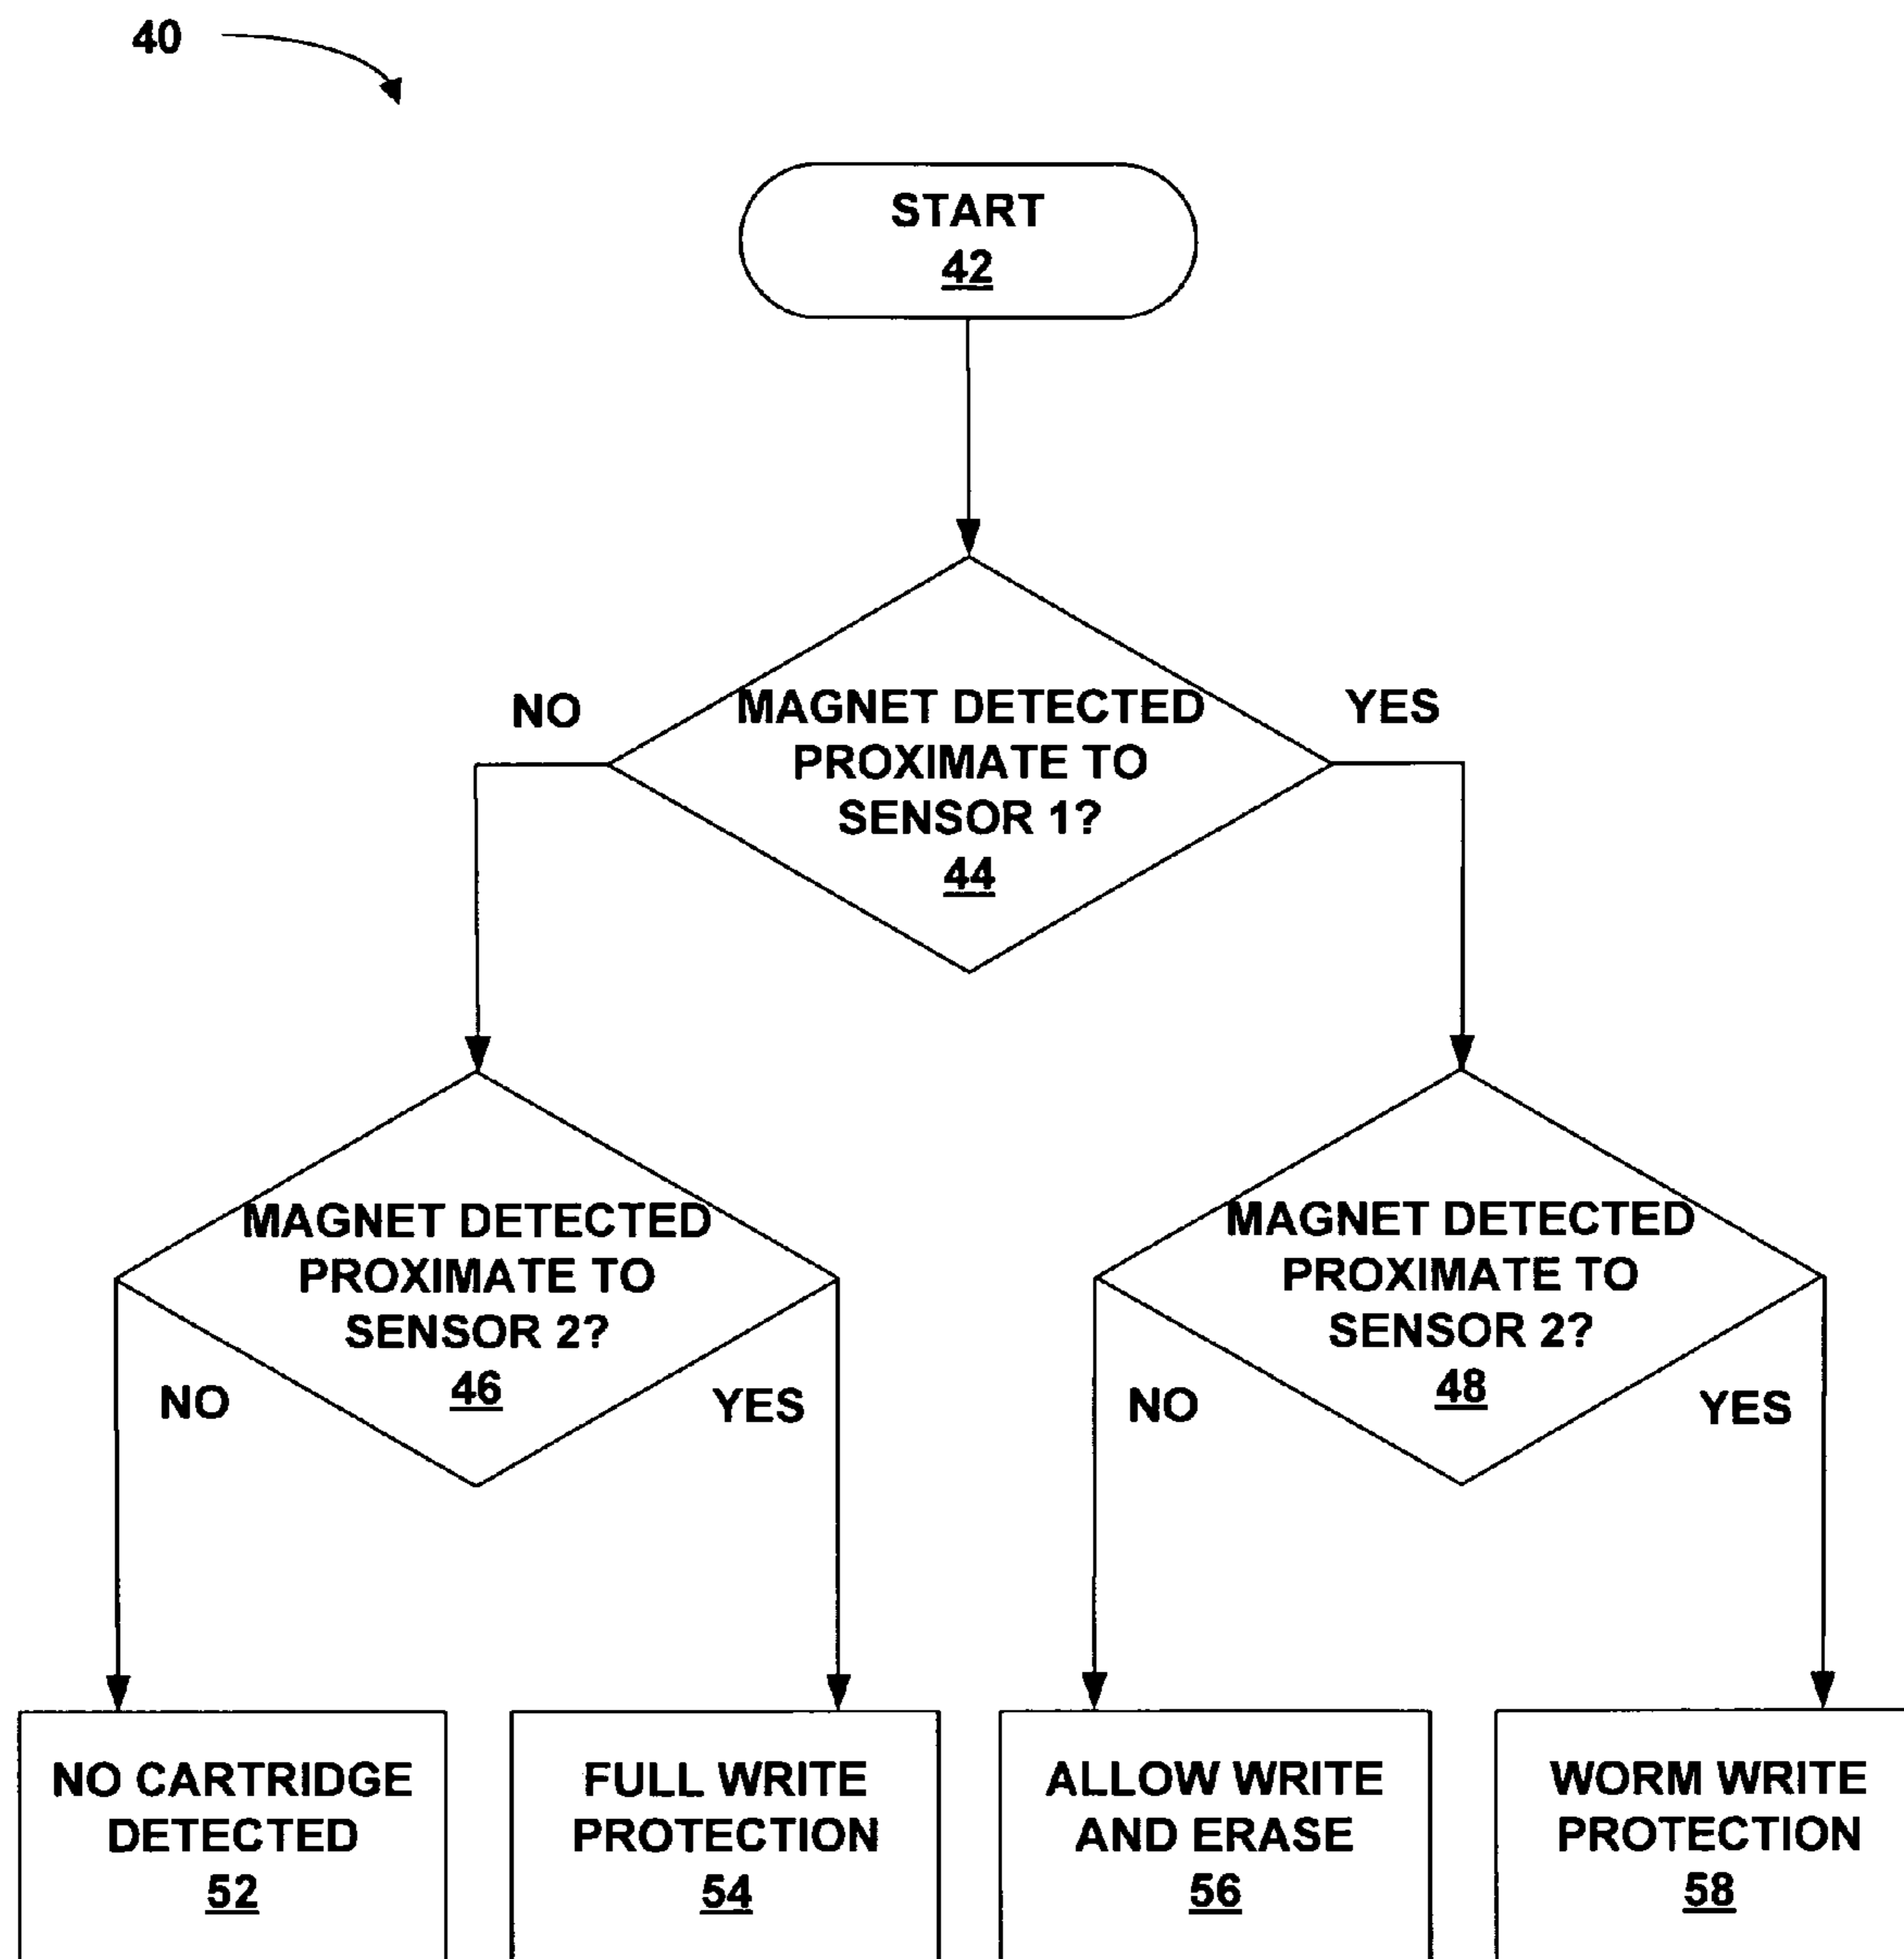 40
START
42
MAGNET DETECTED
PROXIMATE TO
SENSOR 1?
44
NO
YES
MAGNET DETECTED
PROXIMATE TO
SENSOR 2?
46
NO
YES
MAGNET DETECTED
PROXIMATE TO
SENSOR 2?
48
NO
YES
NO CARTRIDGE
DETECTED
52
FULL WRITE
PROTECTION
54
ALLOW WRITE
AND ERASE
56
WORM WRITE
PROTECTION
58